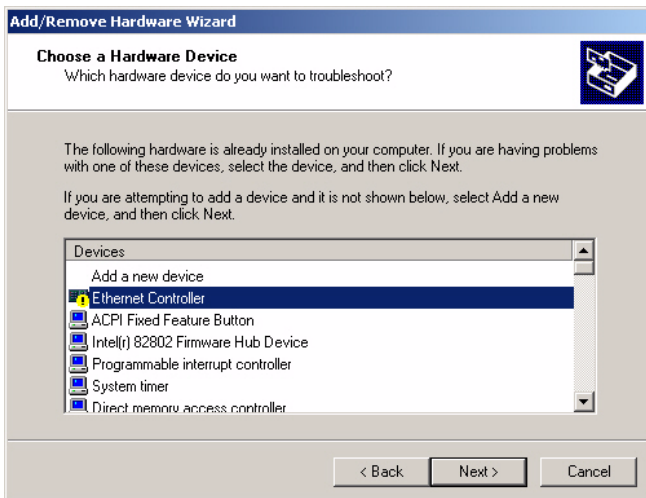 Add/Remove Hardware Wizard
Choose a Hardware Device
Which hardware device do you want to troubleshoot?
The following hardware is already installed on your computer. If you are having problems
with one of these devices, select the device, and then click Next.
If you are attempting to add a device and it is not shown below, select Add a new
device, and then click Next.
Devices
Add a new device
Ethernet Controller
ACPI Fixed Feature Button
Intel(r) 82802 Firmware Hub Device
Programmable interrupt controller
System timer
Direct memory access controller
< Back Next > Cancel